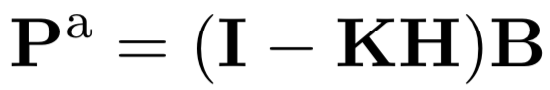 Pᵃ = (I − KH)B